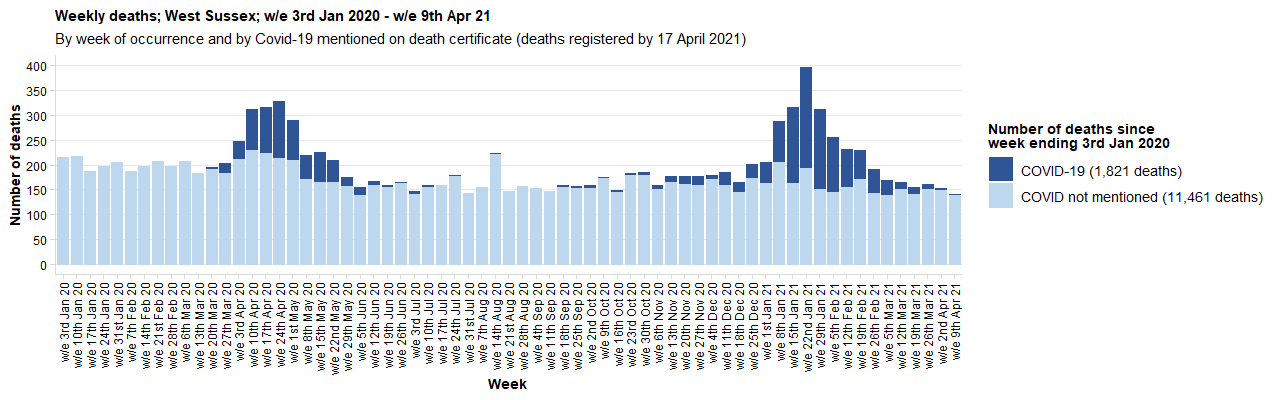 Weekly deaths; West Sussex; w/e 3rd Jan 2020 - w/e 9th Apr 21
By week of occurrence and by Covid-19 mentioned on death certificate (deaths registered by 17 April 2021)
Number of deaths
400
350
300
250
200
150
100
50
0
w/e 3rd Jan 20
w/e 10th Jan 20
w/e 17th Jan 20
w/e 24th Jan 20
w/e 31st Jan 20
w/e 7th Feb 20
w/e 14th Feb 20
w/e 21st Feb 20
w/e 28th Feb 20
w/e 6th Mar 20
w/e 13th Mar 20
w/e 20th Mar 20
w/e 27th Mar 20
w/e 3rd Apr 20
w/e 10th Apr 20
w/e 17th Apr 20
w/e 24th Apr 20
w/e 1st May 20
w/e 8th May 20
w/e 15th May 20
w/e 22nd May 20
w/e 29th May 20
w/e 5th Jun 20
w/e 12th Jun 20
w/e 19th Jun 20
w/e 26th Jun 20
w/e 3rd Jul 20
w/e 10th Jul 20
w/e 17th Jul 20
w/e 24th Jul 20
w/e 31st Jul 20
w/e 7th Aug 20
w/e 14th Aug 20
w/e 21st Aug 20
w/e 28th Aug 20
w/e 4th Sep 20
w/e 11th Sep 20
w/e 18th Sep 20
w/e 25th Sep 20
w/e 2nd Oct 20
w/e 9th Oct 20
w/e 16th Oct 20
w/e 23rd Oct 20
w/e 30th Oct 20
w/e 6th Nov 20
w/e 13th Nov 20
w/e 20th Nov 20
w/e 27th Nov 20
w/e 4th Dec 20
w/e 11th Dec 20
w/e 18th Dec 20
w/e 25th Dec 20
w/e 1st Jan 21
w/e 8th Jan 21
w/e 15th Jan 21
w/e 22nd Jan 21
w/e 29th Jan 21
w/e 5th Feb 21
w/e 12th Feb 21
w/e 19th Feb 21
w/e 26th Feb 21
w/e 5th Mar 21
w/e 12th Mar 21
w/e 19th Mar 21
w/e 26th Mar 21
w/e 2nd Apr 21
w/e 9th Apr 21
Week
Number of deaths since
week ending 3rd Jan 2020
COVID-19 (1,821 deaths)
COVID not mentioned (11,461 deaths)